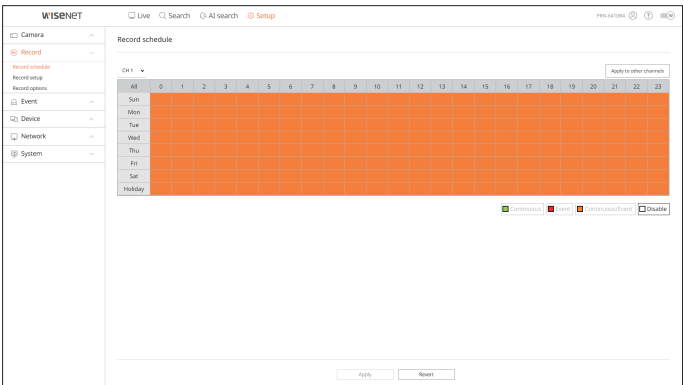 WISENET
Live Search AI search Setup
Camera
Record
Record schedule
Record setup
Record options
Event
Device
Network
System
Record schedule
CH 1
Apply to other channels
All 0 1 2 3 4 5 6 7 8 9 10 11 12 13 14 15 16 17 18 19 20 21 22 23
Sun
Mon
Tue
Wed
Thu
Fri
Sat
Holiday
Continuous Event Continuous/Event Disable
Apply Revert